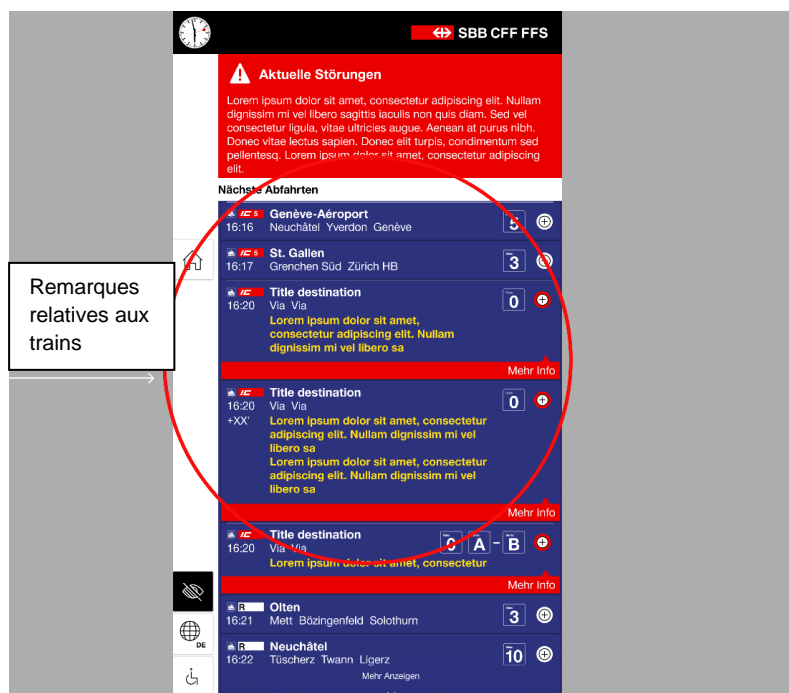 SBB CFF FFS
Aktuelle Störungen
Lorem ipsum dolor sit amet, consectetur adipiscing elit. Nullam
dignissim mi vel libero sagittis iaculis non quis diam. Sed vel
consectetur ligula, vitae ultricies augue. Aenean at purus nibh.
Donec vitae lectus sapien. Donec elit turpis, condimentum sed
pellentesq. Lorem ipsum dolor sit amet, consectetur adipiscing
elit.
Nächste Abfahrten
IC 5 Genève-Aéroport 5
16:16 Neuchâtel Yverdon Genève
IC 5 St. Gallen 3
16:17 Grenchen Süd Zürich HB
Remarques
relatives aux
trains
IC Title destination 0
16:20 Via Via
Lorem ipsum dolor sit amet,
consectetur adipiscing elit. Nullam
dignissim mi vel libero sa
Mehr Info
IC Title destination 0
16:20 Via Via
+XX' Lorem ipsum dolor sit amet, consectetur
adipiscing elit. Nullam dignissim mi vel
libero sa
Lorem ipsum dolor sit amet, consectetur
adipiscing elit. Nullam dignissim mi vel
libero sa
Mehr Info
IC Title destination 0 A - B
16:20 Via Via
Lorem ipsum dolor sit amet, consectetur
Mehr Info
R Olten 3
16:21 Mett Bözingenfeld Solothurn
DE
R Neuchâtel 10
16:22 Tüscherz Twann Ligerz
Mehr Anzeigen